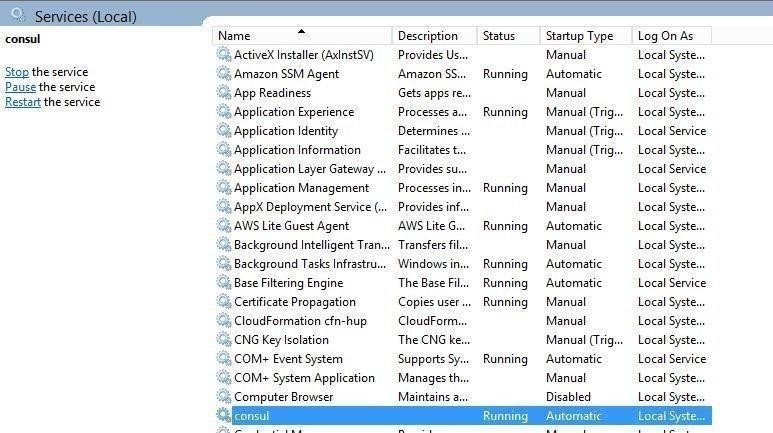 Services (Local)
consul
Stop the service
Pause the service
Restart the service
Name Description Status Startup Type Log On As
ActiveX Installer (AxInstSV) Provides Us... Manual Local Syste...
Amazon SSM Agent Amazon SS... Running Automatic Local Syste...
App Readiness Gets apps re... Manual Local Syste...
Application Experience Processes a... Running Manual (Trig... Local Syste...
Application Identity Determines ... Manual (Trig... Local Service
Application Information Facilitates t... Manual (Trig... Local Syste...
Application Layer Gateway ... Provides su... Manual Local Service
Application Management Processes in... Running Manual Local Syste...
AppX Deployment Service (... Provides inf... Manual Local Syste...
AWS Lite Guest Agent AWS Lite G... Running Automatic Local Syste...
Background Intelligent Tran... Transfers fil... Manual Local Syste...
Background Tasks Infrastru... Windows in... Running Automatic Local Syste...
Base Filtering Engine The Base Fil... Running Automatic Local Service
Certificate Propagation Copies user ... Running Manual Local Syste...
CloudFormation cfn-hup CloudForm... Manual Local Syste...
CNG Key Isolation The CNG ke... Manual (Trig... Local Syste...
COM+ Event System Supports Sy... Running Automatic Local Service
COM+ System Application Manages th... Manual Local Syste...
Computer Browser Maintains a... Disabled Local Syste...
consul Running Automatic Local Syste...